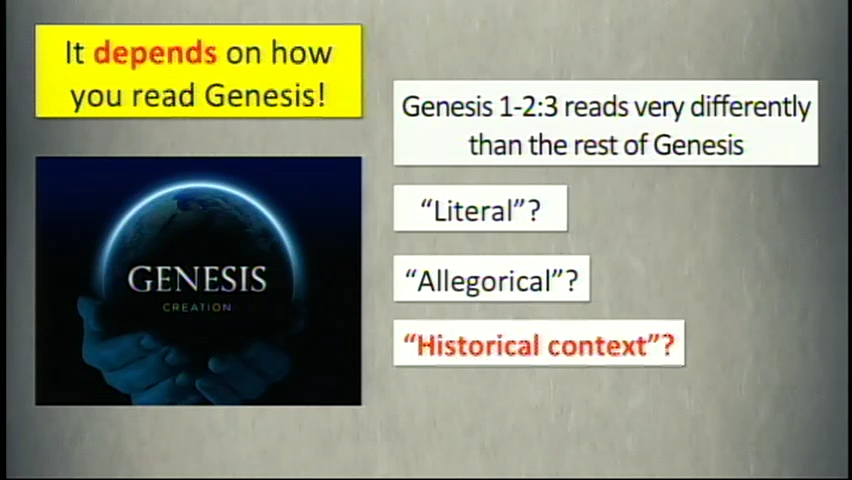 It depends on how
you read Genesis!
Genesis 1-2:3 reads very differently
than the rest of Genesis
“Literal”?
“Allegorical”?
“Historical context”?
GENESIS
CREATION